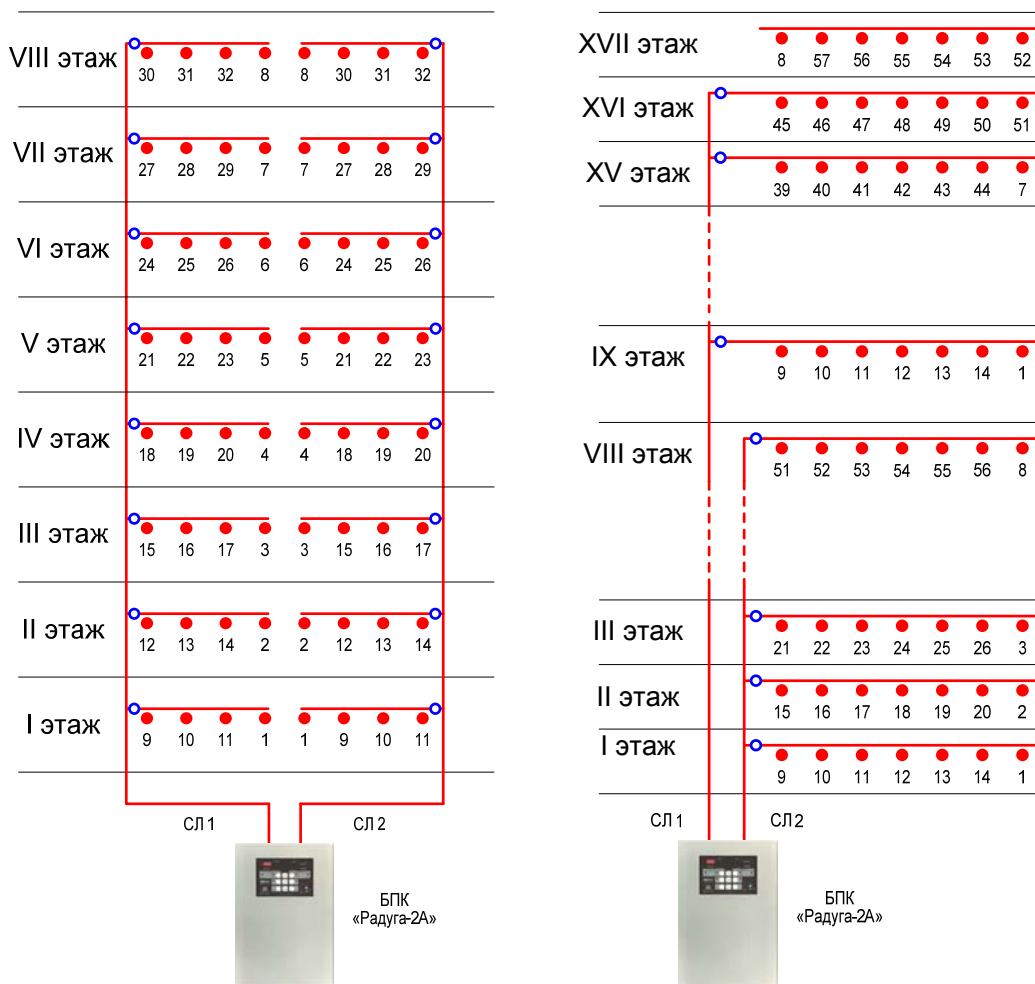 VIII этаж
30 31 32 8 8 30 31 32
VII этаж
27 28 29 7 7 27 28 29
VI этаж
24 25 26 6 6 24 25 26
V этаж
21 22 23 5 5 21 22 23
IV этаж
18 19 20 4 4 18 19 20
III этаж
15 16 17 3 3 15 16 17
II этаж
12 13 14 2 2 12 13 14
I этаж
9 10 11 1 1 9 10 11
СЛ 1 СЛ 2
БПК
«Радуга-2А»
XVII этаж
8 57 56 55 54 53 52
XVI этаж
45 46 47 48 49 50 51
XV этаж
39 40 41 42 43 44 7
IX этаж
9 10 11 12 13 14 1
VIII этаж
51 52 53 54 55 56 8
III этаж
21 22 23 24 25 26 3
II этаж
15 16 17 18 19 20 2
I этаж
9 10 11 12 13 14 1
СЛ 1 СЛ 2
БПК
«Радуга-2А»